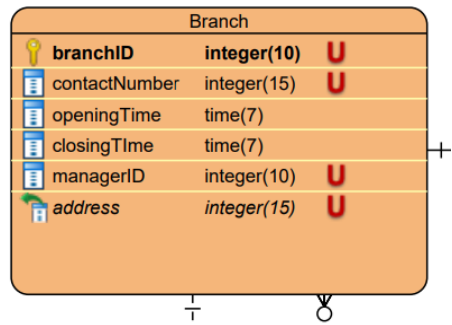 Branch
branchID integer(10) U
contactNumber integer(15) U
openingTime time(7)
closingTIme time(7)
managerID integer(10) U
address integer(15) U